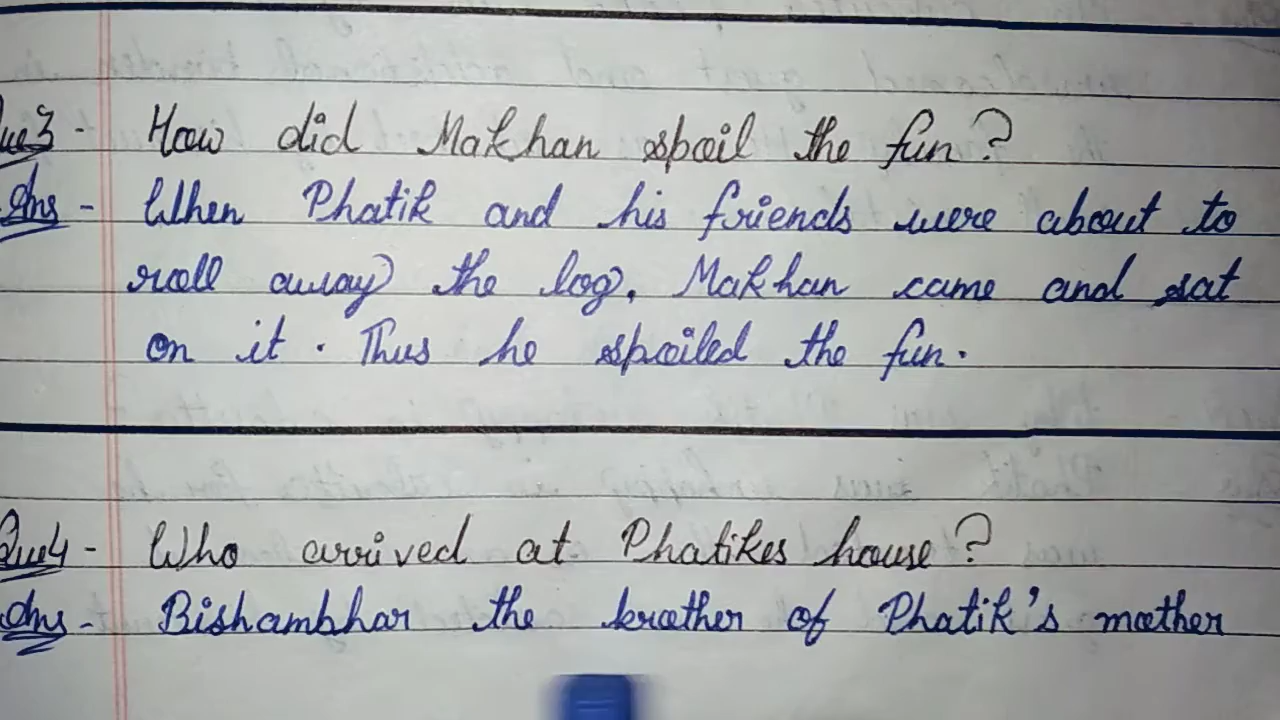 Que3 - How did Makhan spoil the fun?
Ans - When Phatik and his friends were about to
roll away the log, Makhan came and sat
on it. Thus he spoiled the fun.
Que4 - Who arrived at Phatikes house?
Ans - Bishambhar the brother of Phatik's mother